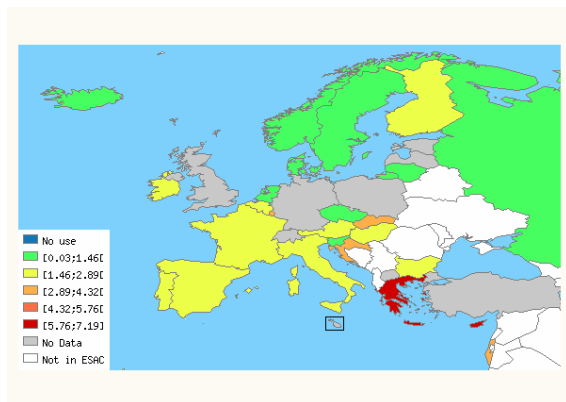 No use
[0.03;1.46[
[1.46;2.89[
[2.89;4.32[
[4.32;5.76[
[5.76;7.19]
No Data
Not in ESAC